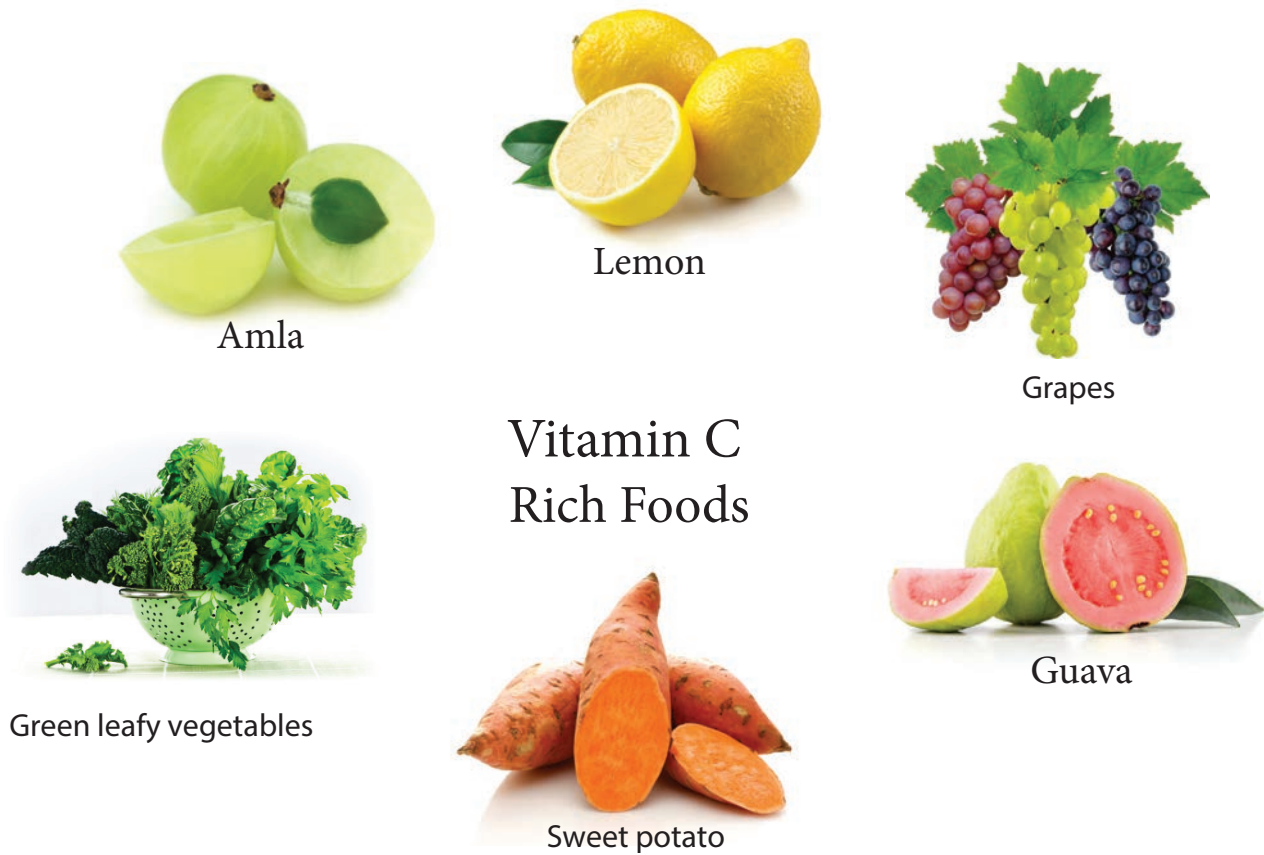 Lemon
Amla
Grapes
Vitamin C
Rich Foods
Guava
Green leafy vegetables
Sweet potato